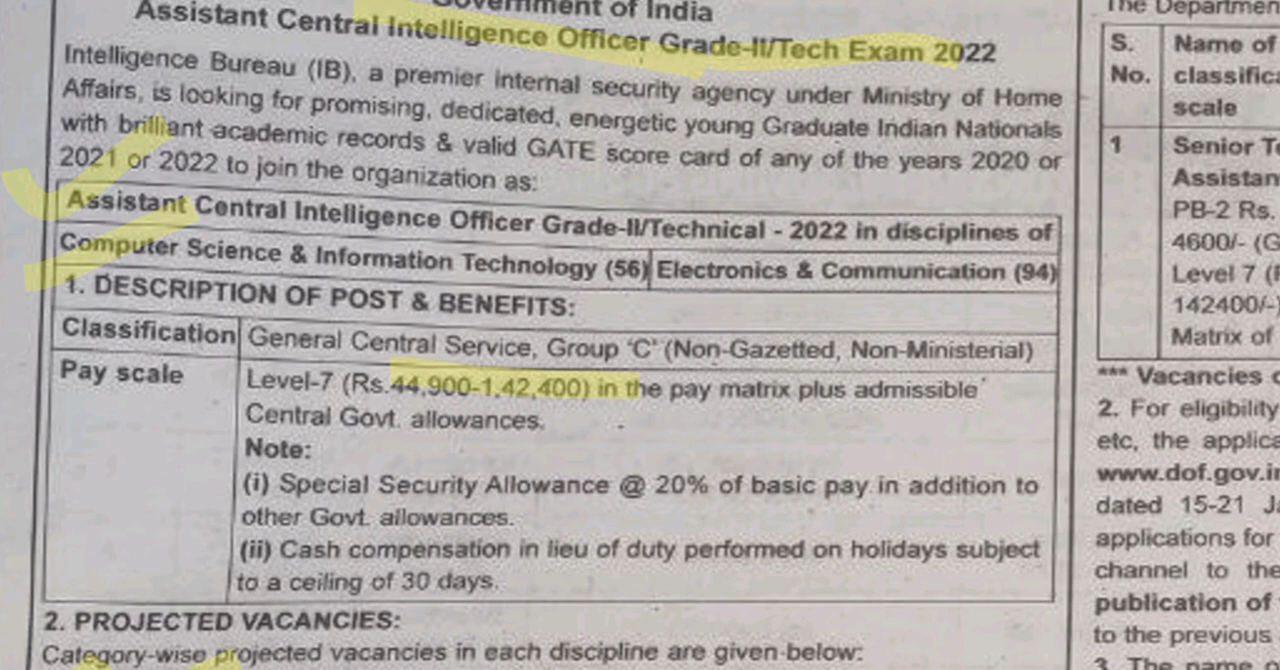 Government of India
Assistant Central Intelligence Officer Grade-II/Tech Exam 2022
Intelligence Bureau (IB), a premier internal security agency under Ministry of Home
Affairs, is looking for promising, dedicated, energetic young Graduate Indian Nationals
with brilliant academic records & valid GATE score card of any of the years 2020 or
2021 or 2022 to join the organization as:
Assistant Central Intelligence Officer Grade-II/Technical - 2022 in disciplines of
Computer Science & Information Technology (56) Electronics & Communication (94)
1. DESCRIPTION OF POST & BENEFITS:
Classification General Central Service, Group 'C' (Non-Gazetted, Non-Ministerial)
Pay scale Level-7 (Rs.44,900-1,42,400) in the pay matrix plus admissible
Central Govt. allowances.
Note:
(i) Special Security Allowance @ 20% of basic pay in addition to
other Govt. allowances.
(ii) Cash compensation in lieu of duty performed on holidays subject
to a ceiling of 30 days.
2. PROJECTED VACANCIES:
Category-wise projected vacancies in each discipline are given below:
The
S. Name of
No. classifica
scale
1 Senior Te
Assistan
PB-2 Rs.
4600/- (G
Level 7 (
142400/-
Matrix of
*** Vacancies
2. For eligibility
etc, the applica
www.dof.gov.in
dated 15-21 Ja
applications for
channel to the
publication of
to the previous
3. The name